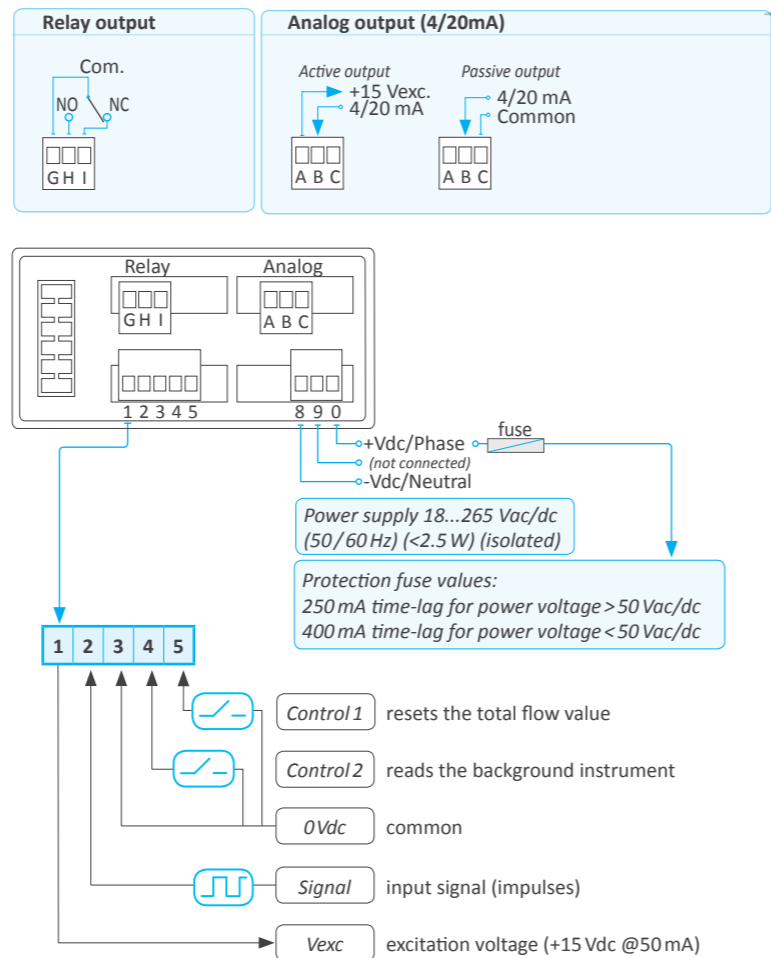 Relay output
Com.
NO NC
G H I
Analog output (4/20mA)
Active output
+15 Vexc.
4/20 mA
A B C
Passive output
4/20 mA
Common
A B C
Relay Analog
G H I
A B C
1 2 3 4 5
8 9 0
fuse
+Vdc/Phase
(not connected)
-Vdc/Neutral
Power supply 18...265 Vac/dc
(50/60 Hz) (<2.5 W) (isolated)
Protection fuse values:
250 mA time-lag for power voltage > 50 Vac/dc
400 mA time-lag for power voltage < 50 Vac/dc
1 2 3 4 5
Control 1 resets the total flow value
Control 2 reads the background instrument
0 Vdc common
Signal input signal (impulses)
Vexc excitation voltage (+15 Vdc @50 mA)